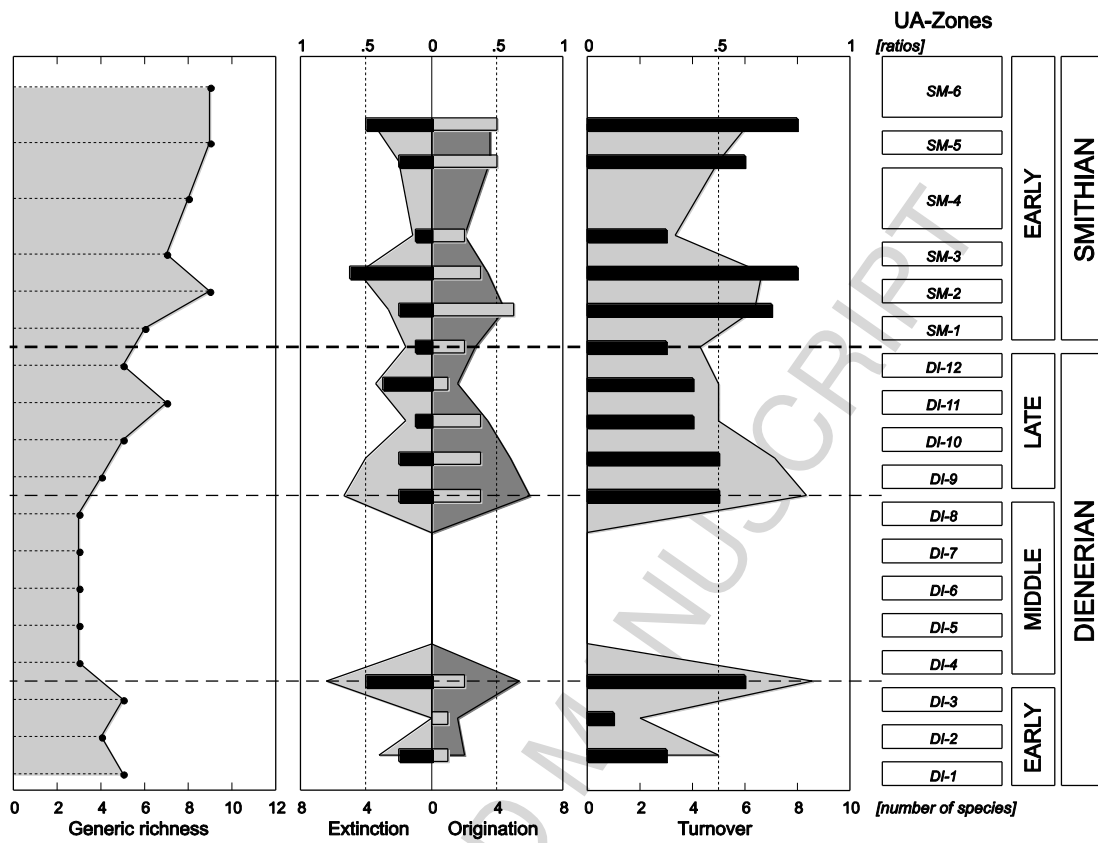 UA-Zones
1 .5 0 .5 1
0 .5 1
[ratios]
SM-6
SM-5
SM-4
SM-3
SM-2
SM-1
DI-12
DI-11
DI-10
DI-9
DI-8
DI-7
DI-6
DI-5
DI-4
DI-3
DI-2
DI-1
EARLY
LATE
MIDDLE
EARLY
SMITHIAN
DIENERIAN
D MANUSCRIPT
0 2 4 6 8 10 12
8 4 0 4 8
0 2 4 6 8 10
[number of species]
Generic richness
Extinction
Origination
Turnover